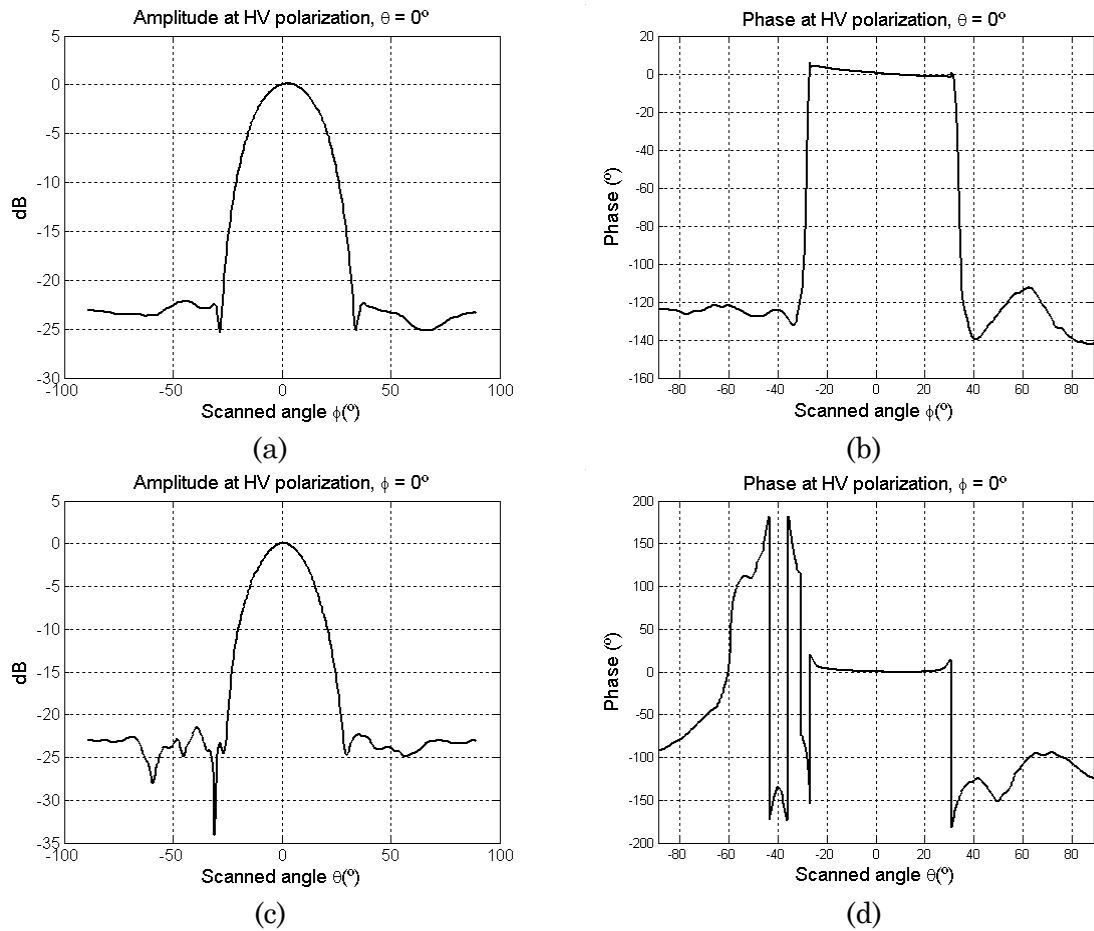 Amplitude at HV polarization, θ = 0º
5
0
-5
-10
-15
-20
-25
-30
dB
-100 -50 0 50 100
Scanned angle ϕ(º)
(a)
Phase at HV polarization, θ = 0º
20
0
-20
-40
-60
-80
-100
-120
-140
-160
Phase (º)
-80 -60 -40 -20 0 20 40 60 80
Scanned angle ϕ(º)
(b)
Amplitude at HV polarization, ϕ = 0º
5
0
-5
-10
-15
-20
-25
-30
-35
dB
-100 -50 0 50 100
Scanned angle θ(º)
(c)
Phase at HV polarization, ϕ = 0º
200
150
100
50
0
-50
-100
-150
-200
Phase (º)
-80 -60 -40 -20 0 20 40 60 80
Scanned angle θ(º)
(d)